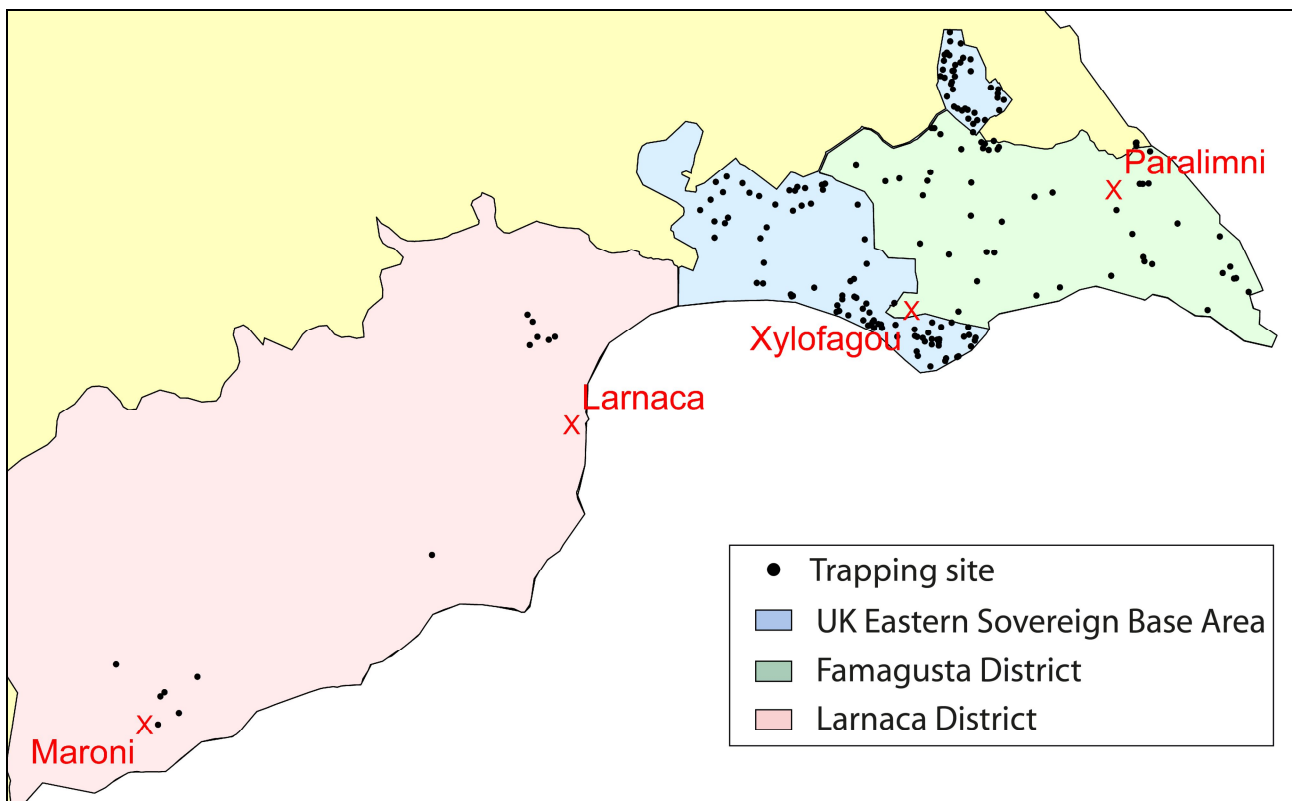 Paralimni
X
X
Xylofagou
Larnaca
X
X
Maroni
Trapping site
UK Eastern Sovereign Base Area
Famagusta District
Larnaca District